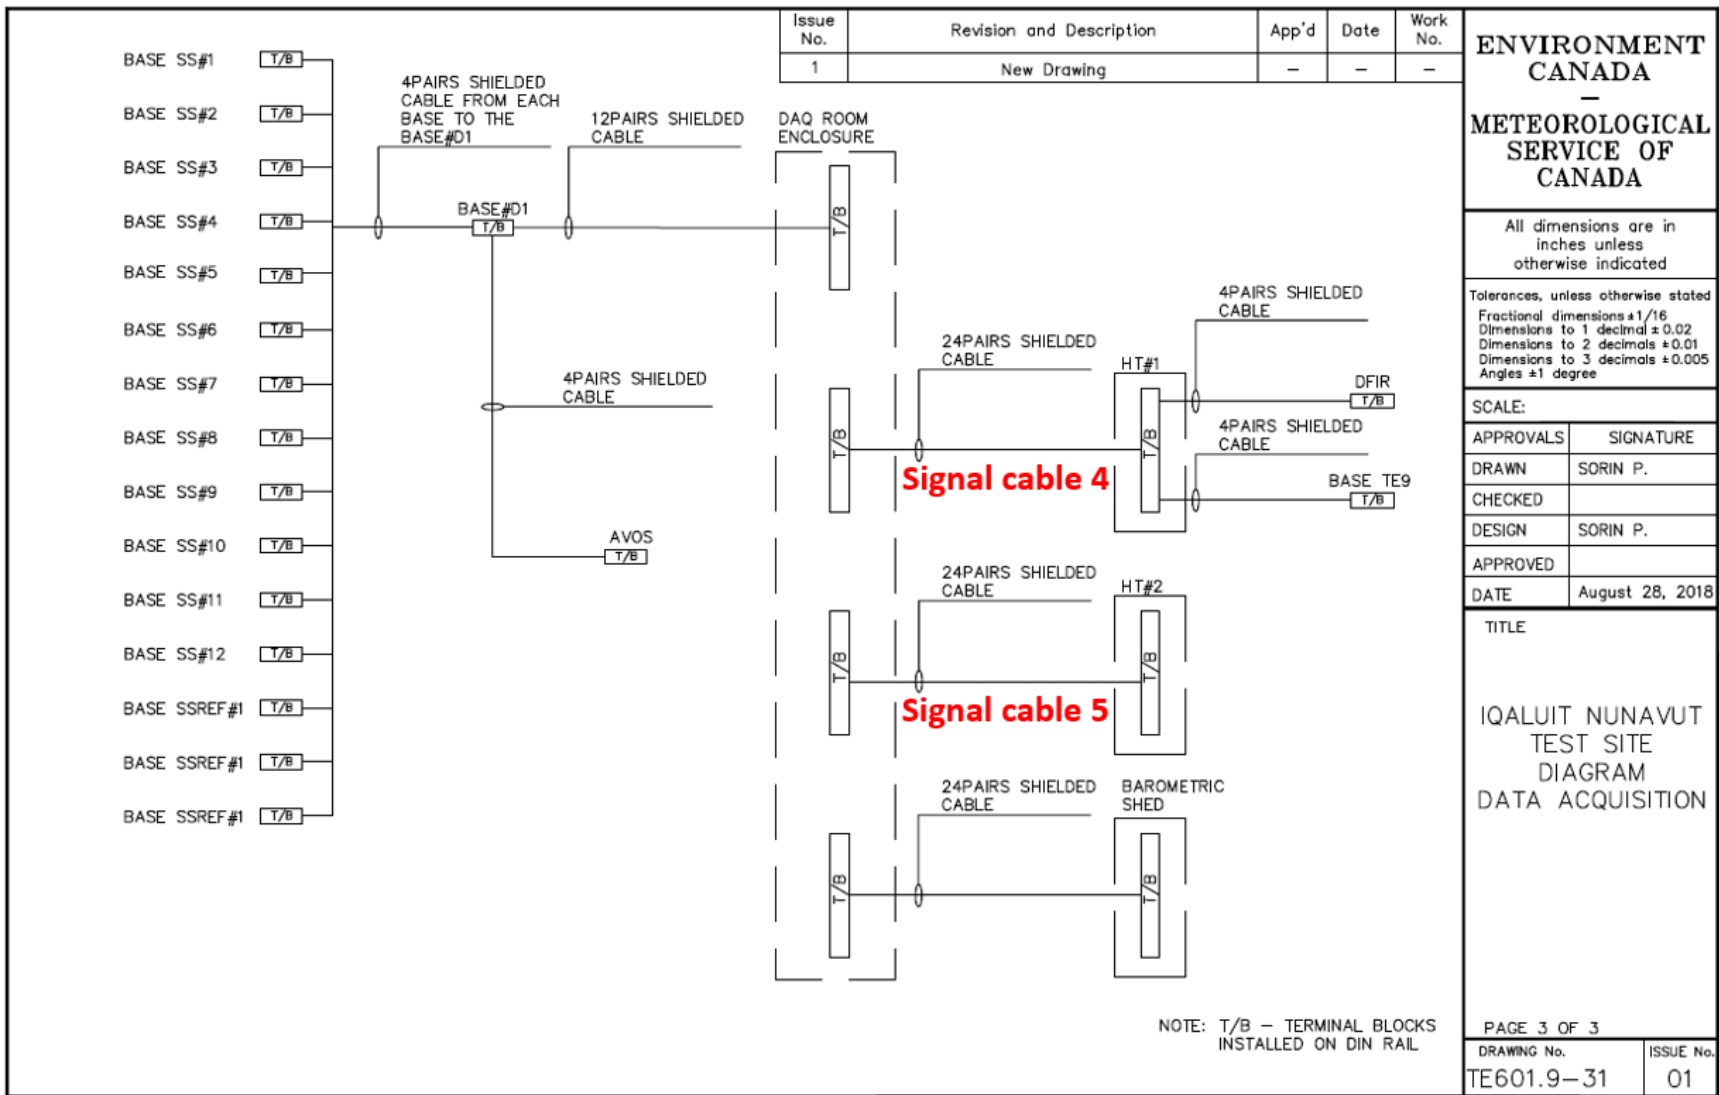 Issue No.
Revision and Description
App'd
Date
Work No.
1
New Drawing
–
–
–
ENVIRONMENT
CANADA
–
METEOROLOGICAL
SERVICE OF
CANADA
All dimensions are in
inches unless
otherwise indicated
Tolerances, unless otherwise stated
Fractional dimensions ±1/16
Dimensions to 1 decimal ±0.02
Dimensions to 2 decimals ±0.01
Dimensions to 3 decimals ±0.005
Angles ±1 degree
SCALE:
APPROVALS
SIGNATURE
DRAWN
SORIN P.
CHECKED
DESIGN
SORIN P.
APPROVED
DATE
August 28, 2018
TITLE
IQALUIT NUNAVUT
TEST SITE
DIAGRAM
DATA ACQUISITION
PAGE 3 OF 3
DRAWING No.
ISSUE No.
TE601.9–31
01
BASE SS#1 T/B
BASE SS#2 T/B
BASE SS#3 T/B
BASE SS#4 T/B
BASE SS#5 T/B
BASE SS#6 T/B
BASE SS#7 T/B
BASE SS#8 T/B
BASE SS#9 T/B
BASE SS#10 T/B
BASE SS#11 T/B
BASE SS#12 T/B
BASE SSREF#1 T/B
BASE SSREF#1 T/B
BASE SSREF#1 T/B
4PAIRS SHIELDED
CABLE FROM EACH
BASE TO THE
BASE#D1
12PAIRS SHIELDED
CABLE
BASE#D1
T/B
4PAIRS SHIELDED
CABLE
AVOS
T/B
DAQ ROOM
ENCLOSURE
T/B
T/B
T/B
T/B
24PAIRS SHIELDED
CABLE
Signal cable 4
HT#1
T/B
4PAIRS SHIELDED
CABLE
DFIR
T/B
4PAIRS SHIELDED
CABLE
BASE TE9
T/B
24PAIRS SHIELDED
CABLE
Signal cable 5
HT#2
T/B
24PAIRS SHIELDED
CABLE
BAROMETRIC
SHED
T/B
NOTE: T/B – TERMINAL BLOCKS
INSTALLED ON DIN RAIL